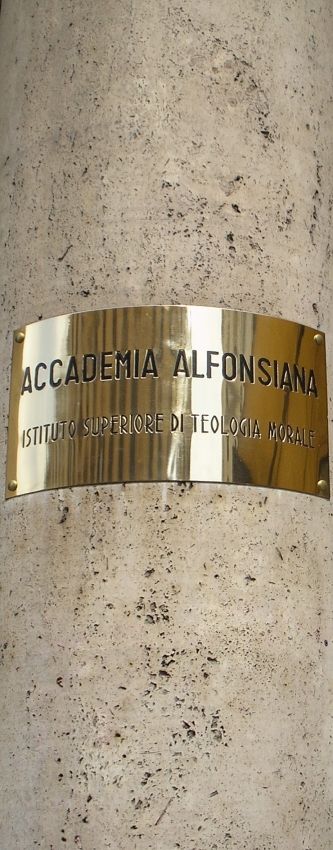 ACCADEMIA ALFONSIANA
ISTITUTO SUPERIORE DI TEOLOGIA MORALE